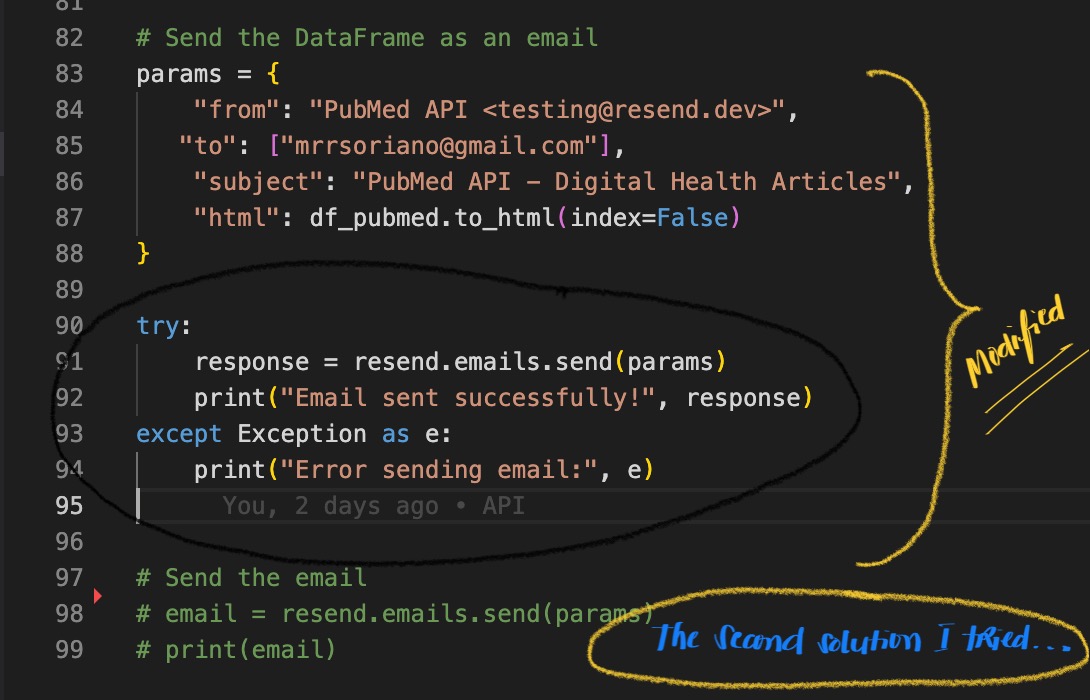 81
82 # Send the DataFrame as an email
83 params = {
84 "from": "PubMed API <testing@resend.dev>",
85 "to": ["mrrsoriano@gmail.com"],
86 "subject": "PubMed API – Digital Health Articles",
87 "html": df_pubmed.to_html(index=False)
88 }
89
90 try:
91 response = resend.emails.send(params)
92 print("Email sent successfully!", response)
93 except Exception as e:
94 print("Error sending email:", e)
95 You, 2 days ago • API
96
97 # Send the email
98 # email = resend.emails.send(params)
99 # print(email)
Modified
The second solution I tried...